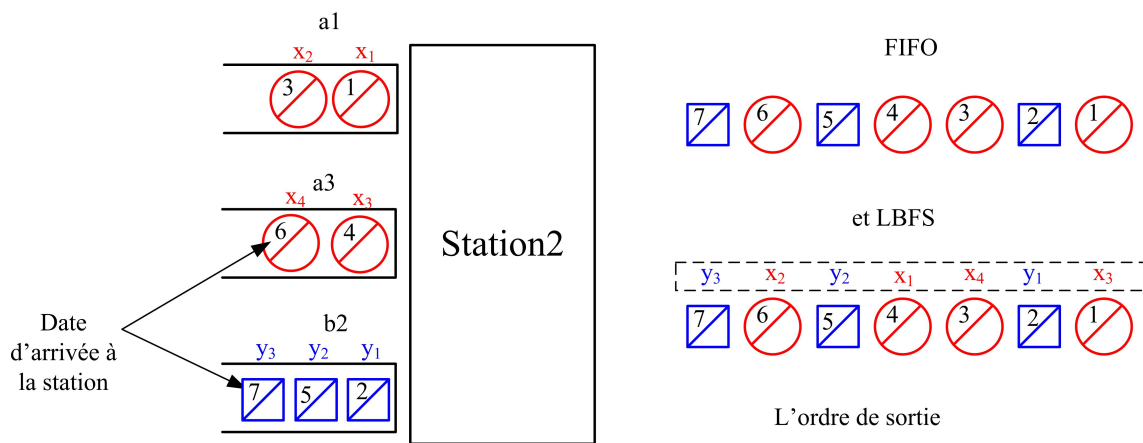 a1
x₂ x₁
3 1
a3
x₄ x₃
6 4
b2
y₃ y₂ y₁
7 5 2
Date
d'arrivée à
la station
Station2
FIFO
7 6 5 4 3 2 1
et LBFS
y₃ x₂ y₂ x₁ x₄ y₁ x₃
7 6 5 4 3 2 1
L'ordre de sortie